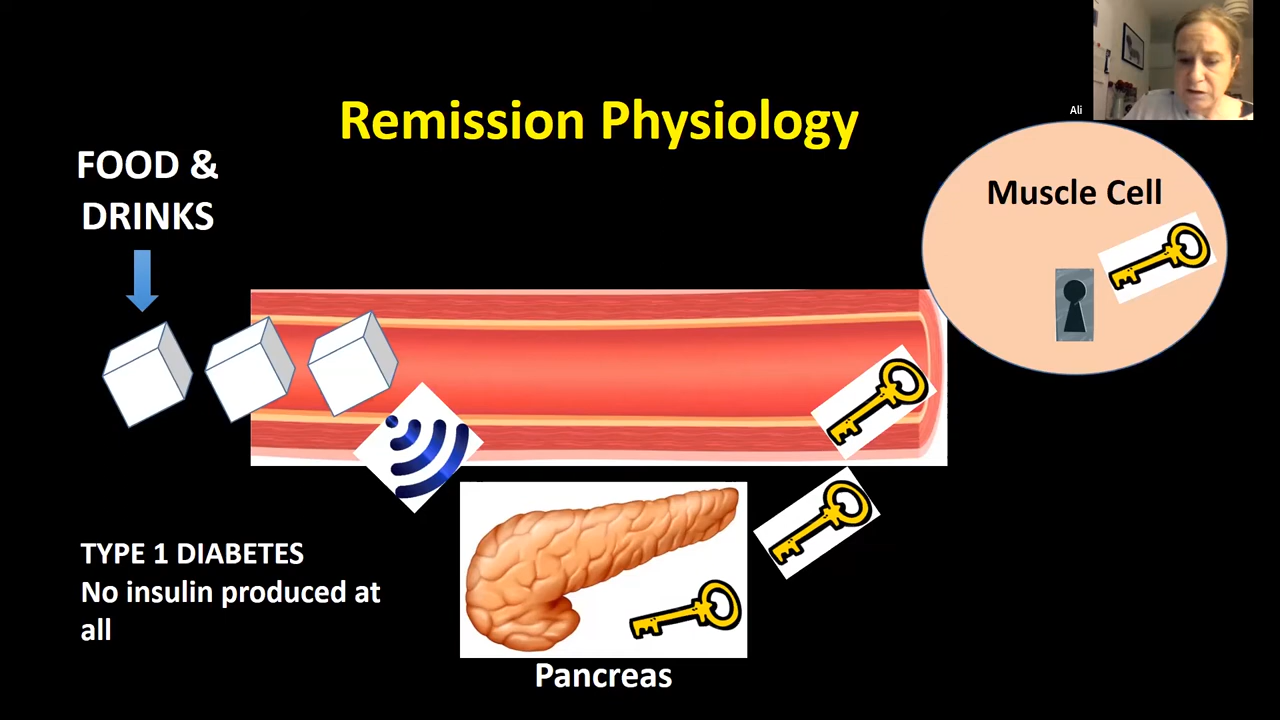 Ali
Remission Physiology
FOOD &
DRINKS
Muscle Cell
TYPE 1 DIABETES
No insulin produced at
all
Pancreas